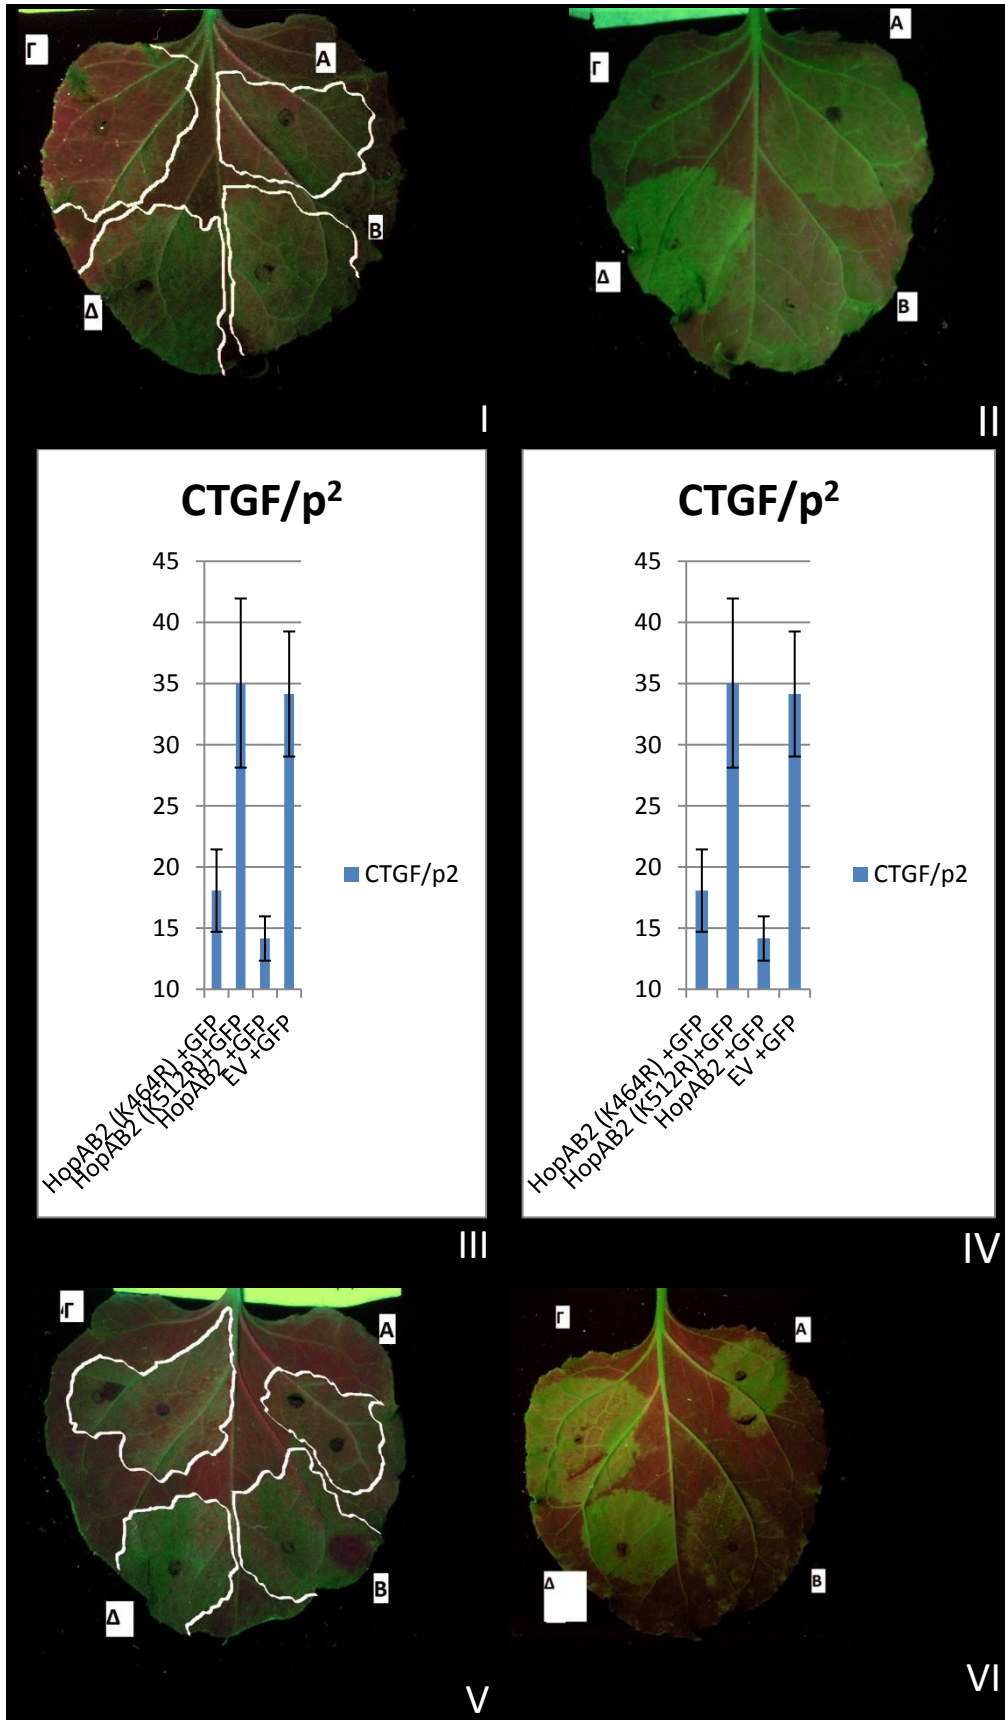 Γ
Α
Β
Δ
I
Γ
Α
Δ
Β
II
CTGF/p²
45
40
35
30
25
20
15
10
CTGF/p2
HopAB2 (K464R) +GFP
HopAB2 (K512R)+GFP
HopAB2 +GFP
EV +GFP
III
CTGF/p²
45
40
35
30
25
20
15
10
CTGF/p2
HopAB2 (K464R) +GFP
HopAB2 (K512R)+GFP
HopAB2 +GFP
EV +GFP
IV
Γ
Α
Β
Δ
V
Γ
Α
Δ
Β
VI